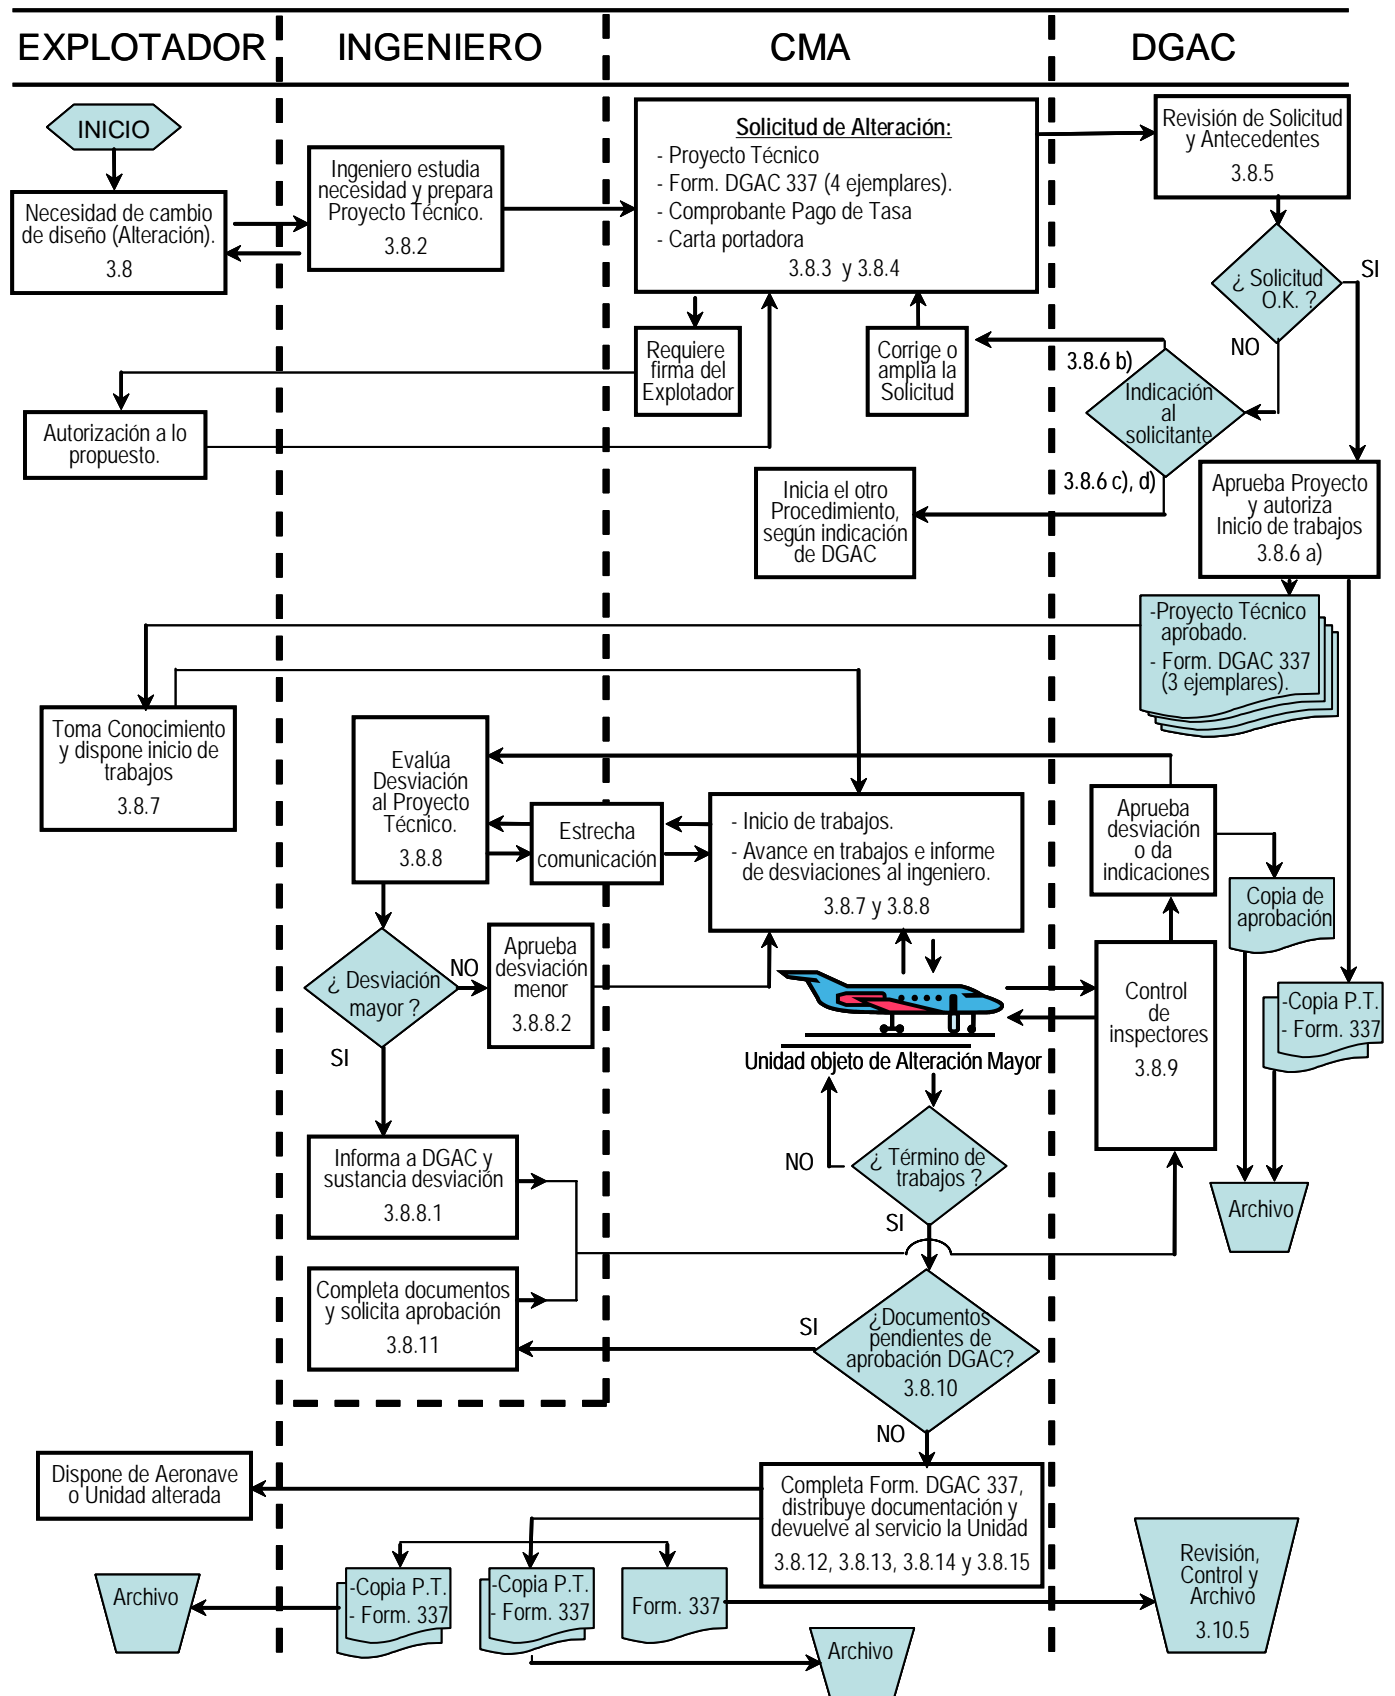 EXPLOTADOR
INGENIERO
CMA
DGAC
INICIO
Necesidad de cambio
de diseño (Alteración).
3.8
Ingeniero estudia
necesidad y prepara
Proyecto Técnico.
3.8.2
Solicitud de Alteración:
- Proyecto Técnico
- Form. DGAC 337 (4 ejemplares).
- Comprobante Pago de Tasa
- Carta portadora
3.8.3 y 3.8.4
Revisión de Solicitud
y Antecedentes
3.8.5
¿ Solicitud
O.K. ?
SI
NO
Requiere
firma del
Explotador
Corrige o
amplía la
Solicitud
3.8.6 b)
Indicación
al
solicitante
3.8.6 c), d)
Autorización a lo
propuesto.
Inicia el otro
Procedimiento,
según indicación
de DGAC
Aprueba Proyecto
y autoriza
Inicio de trabajos
3.8.6 a)
-Proyecto Técnico
aprobado.
- Form. DGAC 337
(3 ejemplares).
Toma Conocimiento
y dispone inicio de
trabajos
3.8.7
Evalúa
Desviación
al Proyecto
Técnico.
3.8.8
Estrecha
comunicación
- Inicio de trabajos.
- Avance en trabajos e informe
de desviaciones al ingeniero.
3.8.7 y 3.8.8
Aprueba
desviación
o da
indicaciones
Copia de
aprobación
¿ Desviación
mayor ?
NO
SI
Aprueba
desviación
menor
3.8.8.2
Unidad objeto de Alteración Mayor
Control
de
inspectores
3.8.9
-Copia P.T.
- Form. 337
Informa a DGAC y
sustancia desviación
3.8.8.1
NO
¿ Término de
trabajos ?
SI
Archivo
Completa documentos
y solicita aprobación
3.8.11
SI
¿Documentos
pendientes de
aprobación DGAC?
3.8.10
NO
Dispone de Aeronave
o Unidad alterada
Completa Form. DGAC 337,
distribuye documentación y
devuelve al servicio la Unidad
3.8.12, 3.8.13, 3.8.14 y 3.8.15
Archivo
-Copia P.T.
- Form. 337
-Copia P.T.
- Form. 337
Form. 337
Archivo
Revisión,
Control y
Archivo
3.10.5